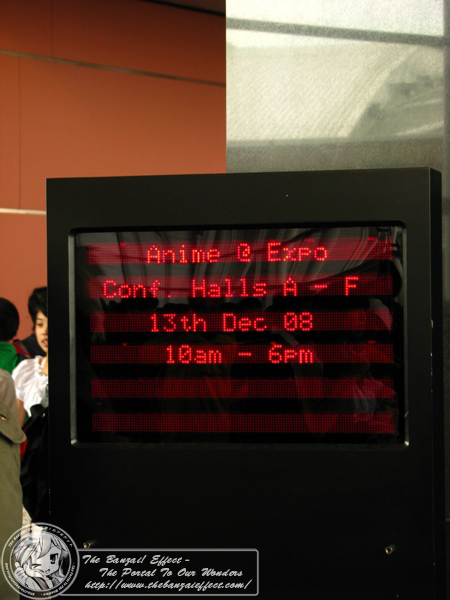 Anime @ Expo
Conf. Halls A - F
13th Dec 08
10am - 6pm
The Banzai! Effect -
The Portal To Our Wonders
http://www.thebanzaieffect.com/